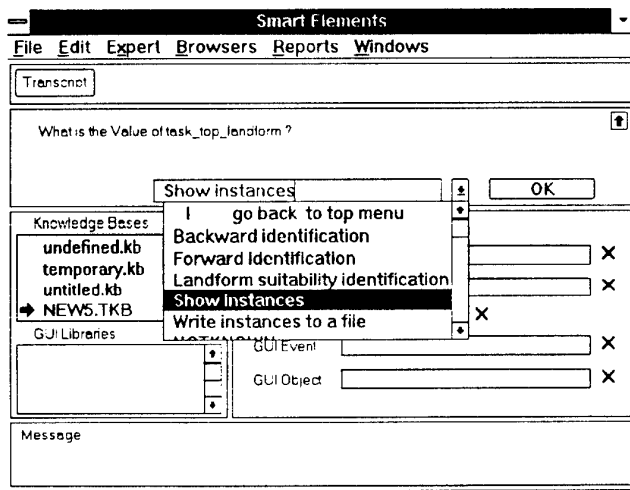 Smart Elements
File Edit Expert Browsers Reports Windows
Transcript
What is the Value of task_top_landform ?
Show instances
OK
I go back to top menu
Backward identification
Forward identification
Landform suitability identification
Show instances
Write instances to a file
NOTKNOWN
Knowledge Bases
undefined.kb
temporary.kb
untitled.kb
NEW5.TKB
GUI Libraries
GUI Event
GUI Object
Message